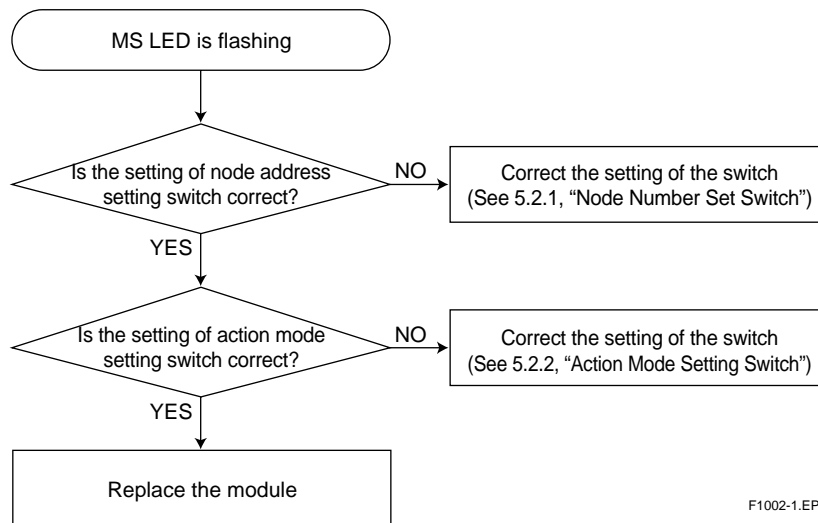 MS LED is flashing
Is the setting of node address
setting switch correct?
NO
Correct the setting of the switch
(See 5.2.1, “Node Number Set Switch”)
YES
Is the setting of action mode
setting switch correct?
NO
Correct the setting of the switch
(See 5.2.2, “Action Mode Setting Switch”)
YES
Replace the module
F1002-1.EP